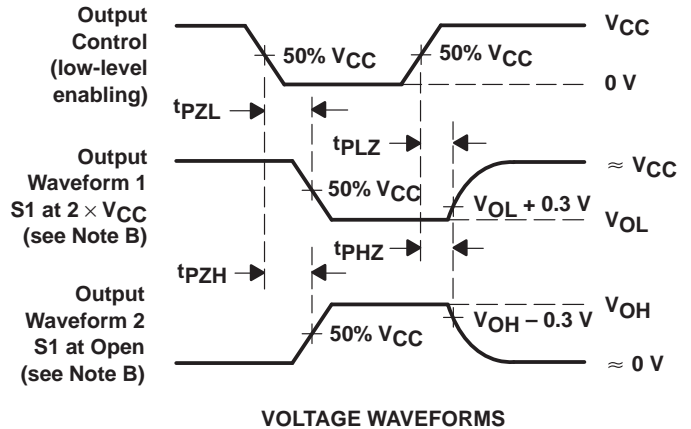 Output
Control
(low-level
enabling)
50% VCC
50% VCC
VCC
0 V
tPZL
tPLZ
Output
Waveform 1
S1 at 2 × VCC
(see Note B)
50% VCC
VOL + 0.3 V
≈ VCC
VOL
tPZH
tPHZ
Output
Waveform 2
S1 at Open
(see Note B)
50% VCC
VOH – 0.3 V
VOH
≈ 0 V
VOLTAGE WAVEFORMS